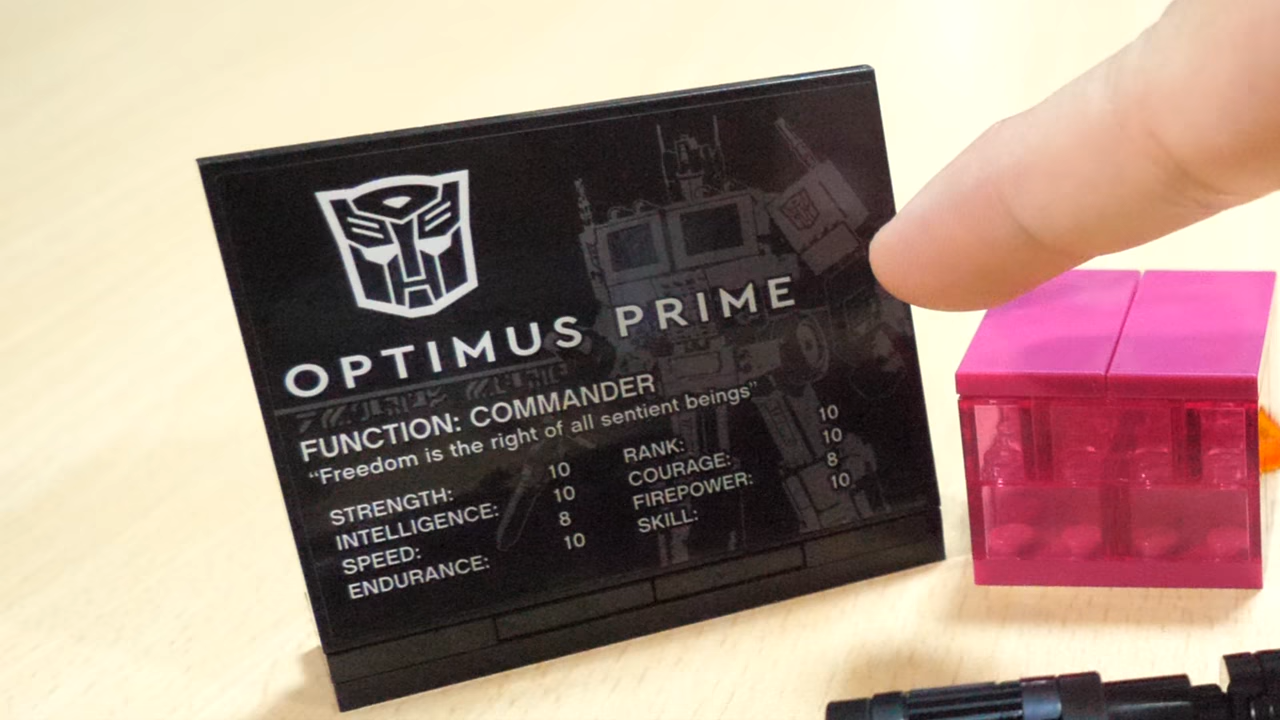 OPTIMUS PRIME
FUNCTION: COMMANDER
“Freedom is the right of all sentient beings”
STRENGTH: 10 RANK: 10
INTELLIGENCE: 10 COURAGE: 10
SPEED: 8 FIREPOWER: 8
ENDURANCE: 10 SKILL: 10